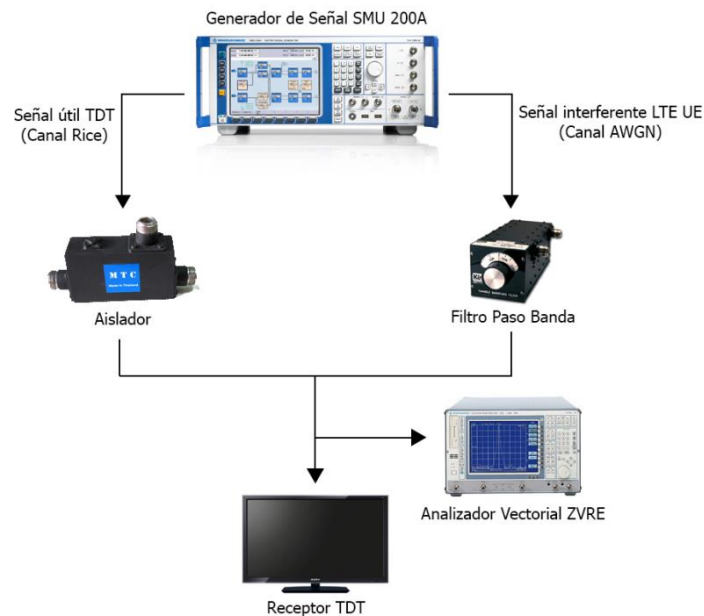 Generador de Señal SMU 200A
Señal útil TDT
(Canal Rice)
Señal interferente LTE UE
(Canal AWGN)
M T C
Aislador
Filtro Paso Banda
Analizador Vectorial ZVRE
Receptor TDT